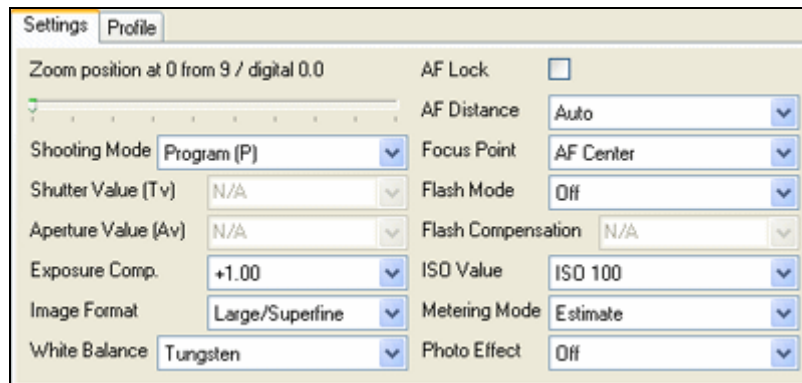 Settings Profile
Zoom position at 0 from 9 / digital 0.0
AF Lock
AF Distance Auto
Shooting Mode Program (P)
Focus Point AF Center
Shutter Value (Tv) N/A
Flash Mode Off
Aperture Value (Av) N/A
Flash Compensation N/A
Exposure Comp. +1.00
ISO Value ISO 100
Image Format Large/Superfine
Metering Mode Estimate
White Balance Tungsten
Photo Effect Off